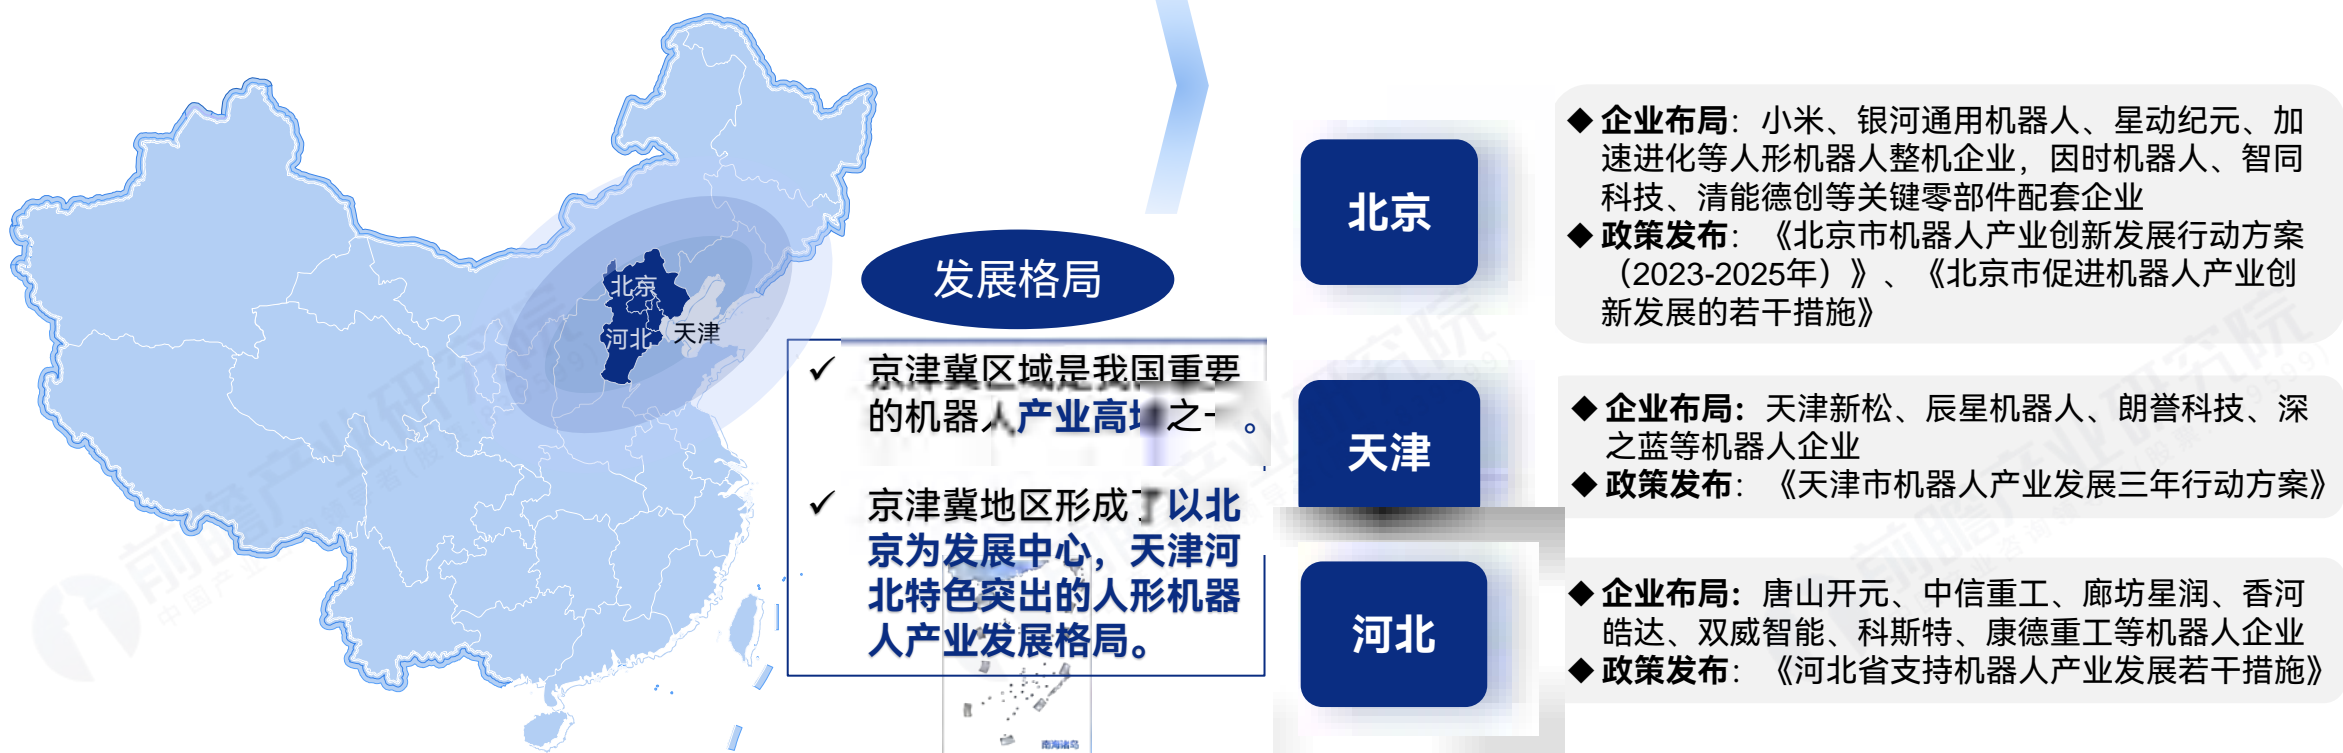 北京
河北
天津
发展格局
✓ 京津冀区域是我国重要
的机器人产业高地之一。
✓ 京津冀地区形成了以北
京为发展中心，天津河
北特色突出的人形机器
人产业发展格局。
南海诸岛
北京
◆ 企业布局：小米、银河通用机器人、星动纪元、加
速进化等人形机器人整机企业，因时机器人、智同
科技、清能德创等关键零部件配套企业
◆ 政策发布：《北京市机器人产业创新发展行动方案
（2023-2025年）》、《北京市促进机器人产业创
新发展的若干措施》
天津
◆ 企业布局：天津新松、辰星机器人、朗誉科技、深
之蓝等机器人企业
◆ 政策发布：《天津市机器人产业发展三年行动方案》
河北
◆ 企业布局：唐山开元、中信重工、廊坊星润、香河
皓达、双威智能、科斯特、康德重工等机器人企业
◆ 政策发布：《河北省支持机器人产业发展若干措施》
前瞻产业研究院